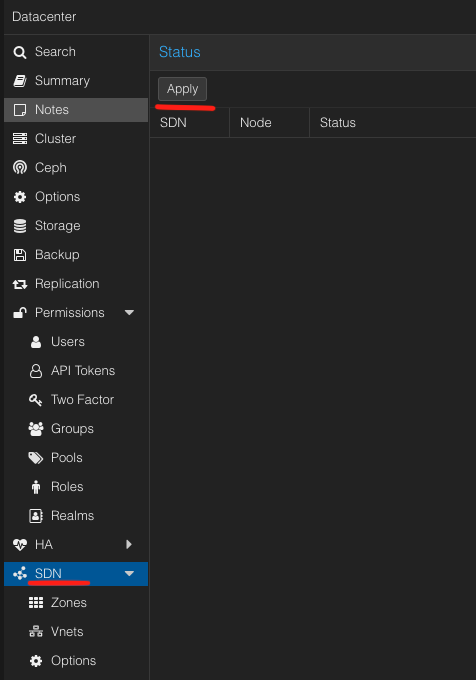 Datacenter
Search
Summary
Notes
Cluster
Ceph
Options
Storage
Backup
Replication
Permissions
Users
API Tokens
Two Factor
Groups
Pools
Roles
Realms
HA
SDN
Zones
Vnets
Options
Status
Apply
SDN Node Status